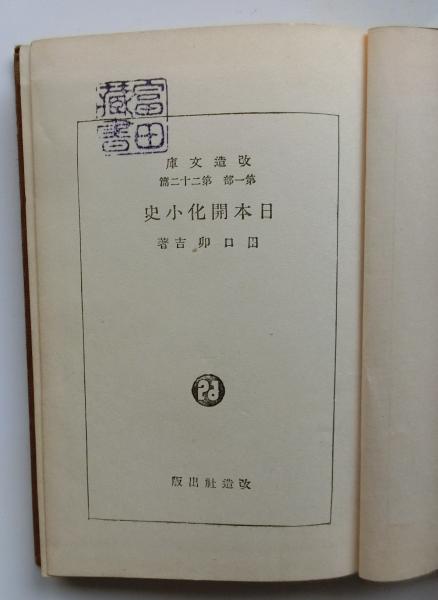 富田
藏書
改造文庫
第一部 第二十二篇
日本開化小史
田口卯吉著
改造社出版